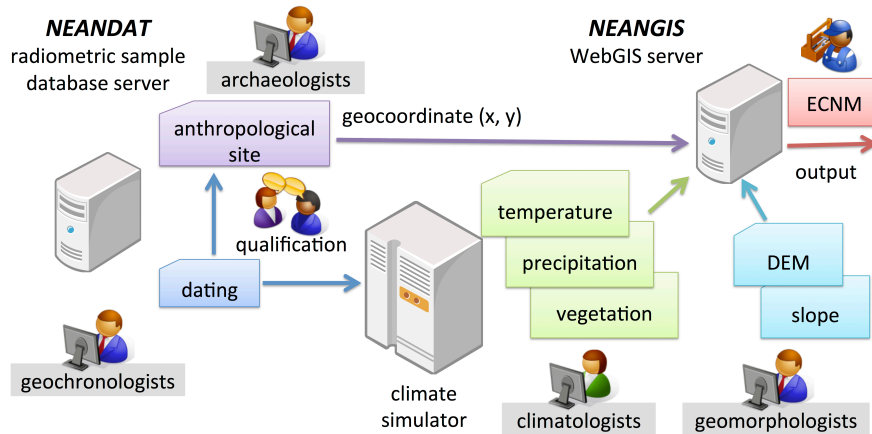 NEANDAT
radiometric sample
database server
archaeologists
NEANGIS
WebGIS server
ECNM
output
geocoordinate (x, y)
anthropological
site
qualification
dating
geochronologists
climate
simulator
temperature
precipitation
vegetation
climatologists
DEM
slope
geomorphologists